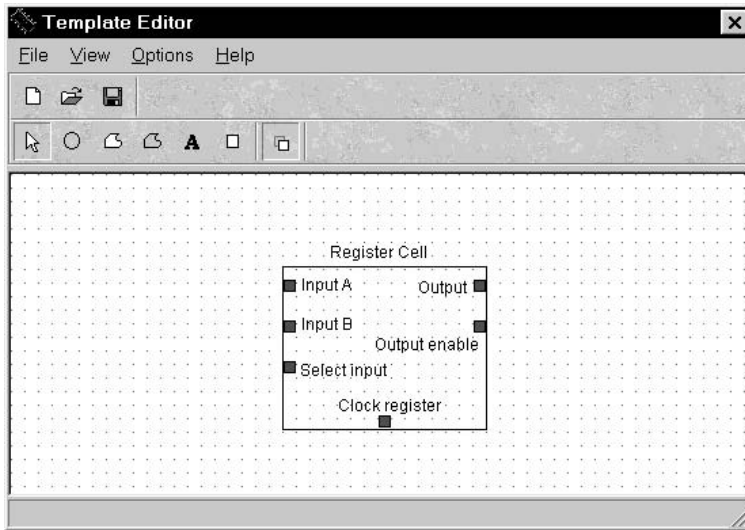 Template Editor
File View Options Help
A
Register Cell
Input A Output
Input B
Output enable
Select input
Clock register